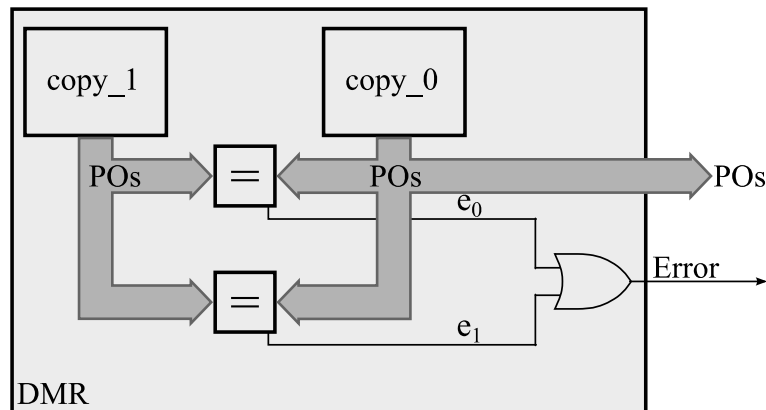 copy_1
copy_0
POs
=
POs
POs
e0
Error
=
e1
DMR